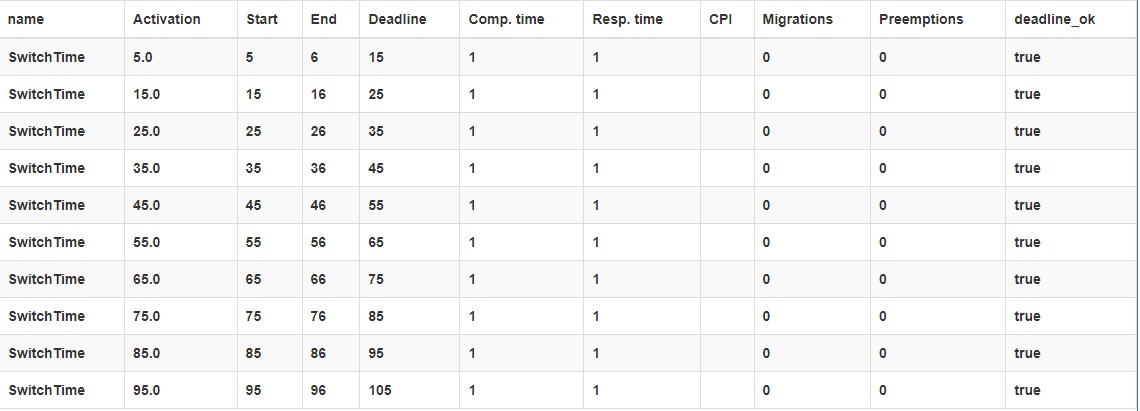 name Activation Start End Deadline Comp. time Resp. time CPI Migrations Preemptions deadline_ok
SwitchTime 5.0 5 6 15 1 1 0 0 true
SwitchTime 15.0 15 16 25 1 1 0 0 true
SwitchTime 25.0 25 26 35 1 1 0 0 true
SwitchTime 35.0 35 36 45 1 1 0 0 true
SwitchTime 45.0 45 46 55 1 1 0 0 true
SwitchTime 55.0 55 56 65 1 1 0 0 true
SwitchTime 65.0 65 66 75 1 1 0 0 true
SwitchTime 75.0 75 76 85 1 1 0 0 true
SwitchTime 85.0 85 86 95 1 1 0 0 true
SwitchTime 95.0 95 96 105 1 1 0 0 true